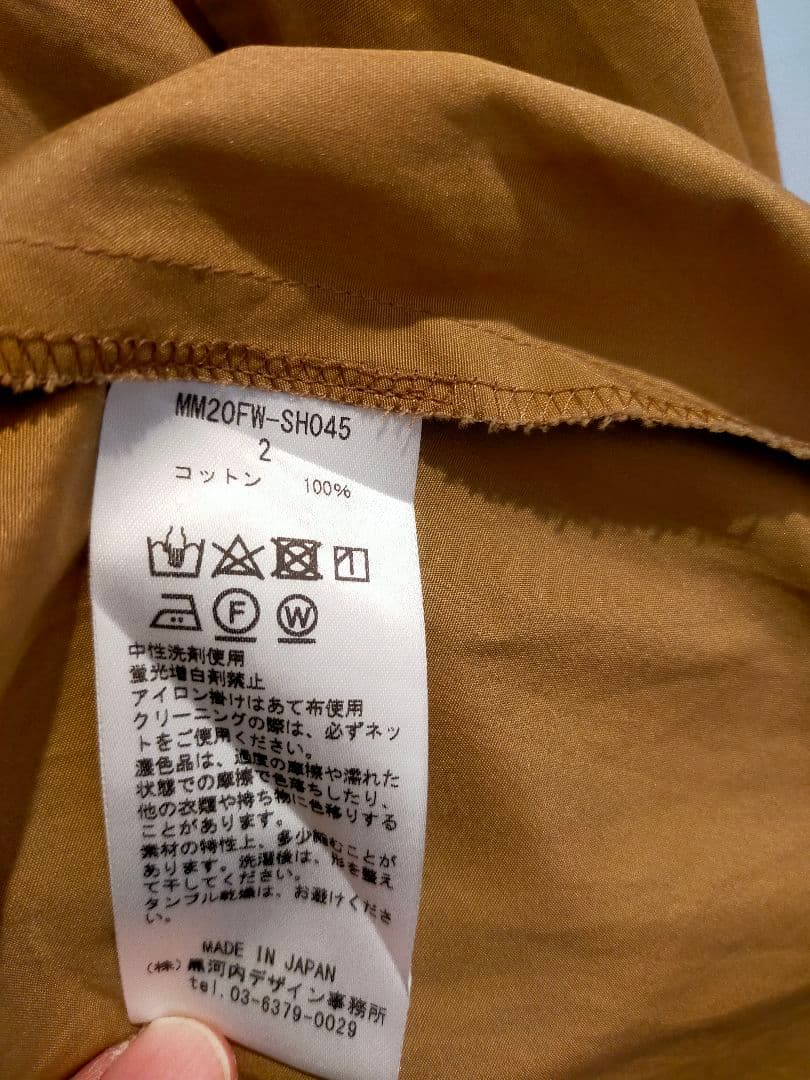 MM20FW-SH045
2
コットン 100%
F W
中性洗剤使用
蛍光増白剤禁止
アイロン掛けはあて布使用
クリーニングの際は、必ずネッ
トをご使用ください。
濃色品は、過度の摩擦や濡れた
状態での摩擦で色落ちしたり、
他の衣類や持ち物に色移りする
ことがあります。
素材の特性上、多少縮むことが
あります。洗濯後は、形を整え
て干してください。
タンブル乾燥は、お避けくださ
い。
MADE IN JAPAN
(株)黒河内デザイン事務所
tel.03-6379-0029